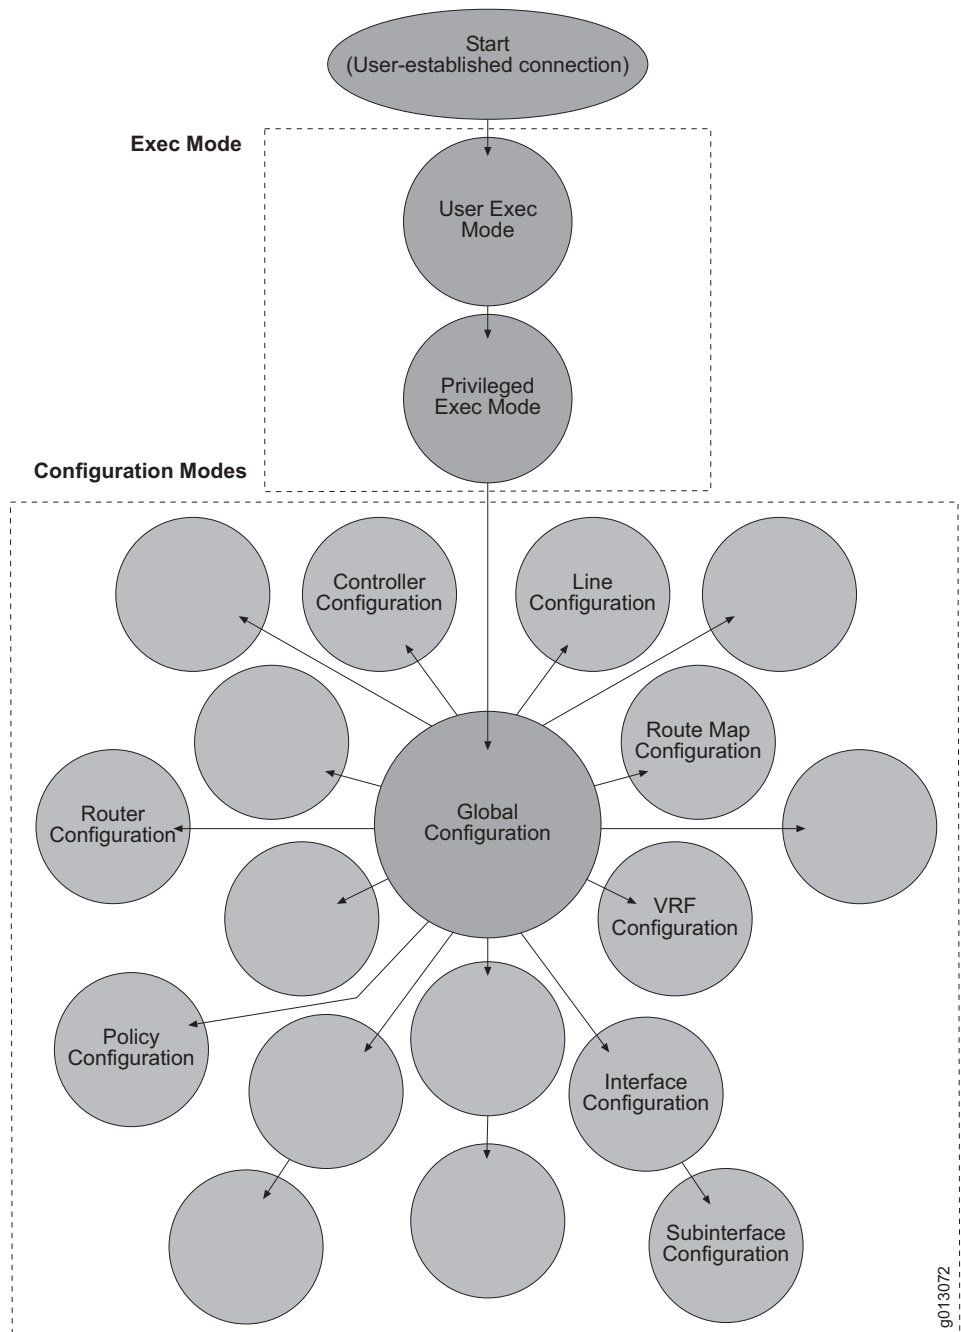 Start
(User-established connection)
Exec Mode
User Exec
Mode
Privileged
Exec Mode
Configuration Modes
Controller
Configuration
Line
Configuration
Route Map
Configuration
Router
Configuration
Global
Configuration
VRF
Configuration
Policy
Configuration
Interface
Configuration
Subinterface
Configuration
g013072